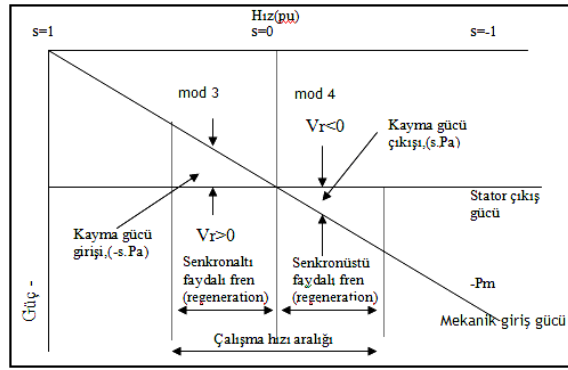 Hız(pu)
s=1
s=0
s=-1
mod 3
mod 4
Vr<0
Kayma gücü
çıkışı,(s.Pa)
Stator çıkış
gücü
Kayma gücü
girişi,(-s.Pa)
Vr>0
Senkronaltı
faydalı fren
(regeneration)
Senkronüstü
faydalı fren
(regeneration)
-Pm
Mekanik giriş gücü
Güç -
Çalışma hızı aralığı